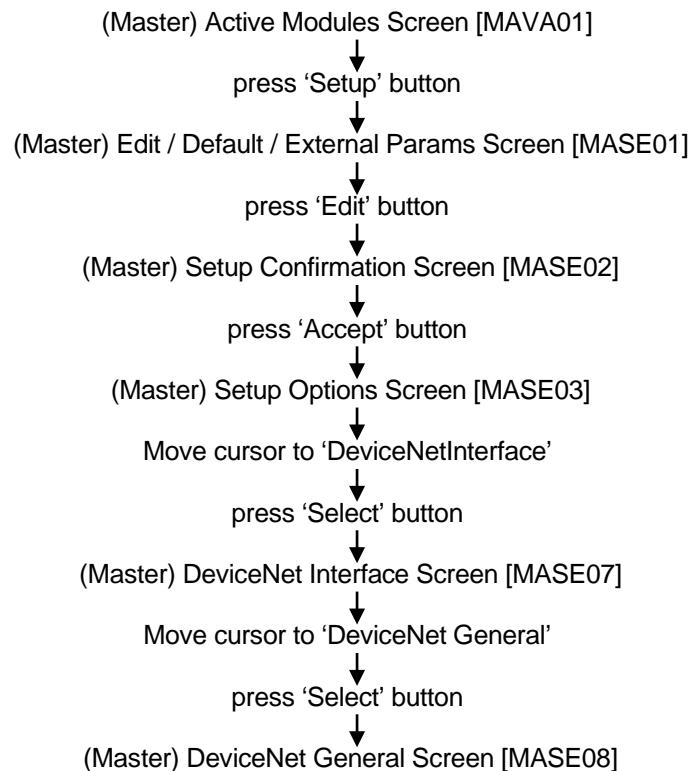 (Master) Active Modules Screen [MAVA01]
press ‘Setup’ button
(Master) Edit / Default / External Params Screen [MASE01]
press ‘Edit’ button
(Master) Setup Confirmation Screen [MASE02]
press ‘Accept’ button
(Master) Setup Options Screen [MASE03]
Move cursor to ‘DeviceNetInterface’
press ‘Select’ button
(Master) DeviceNet Interface Screen [MASE07]
Move cursor to ‘DeviceNet General’
press ‘Select’ button
(Master) DeviceNet General Screen [MASE08]